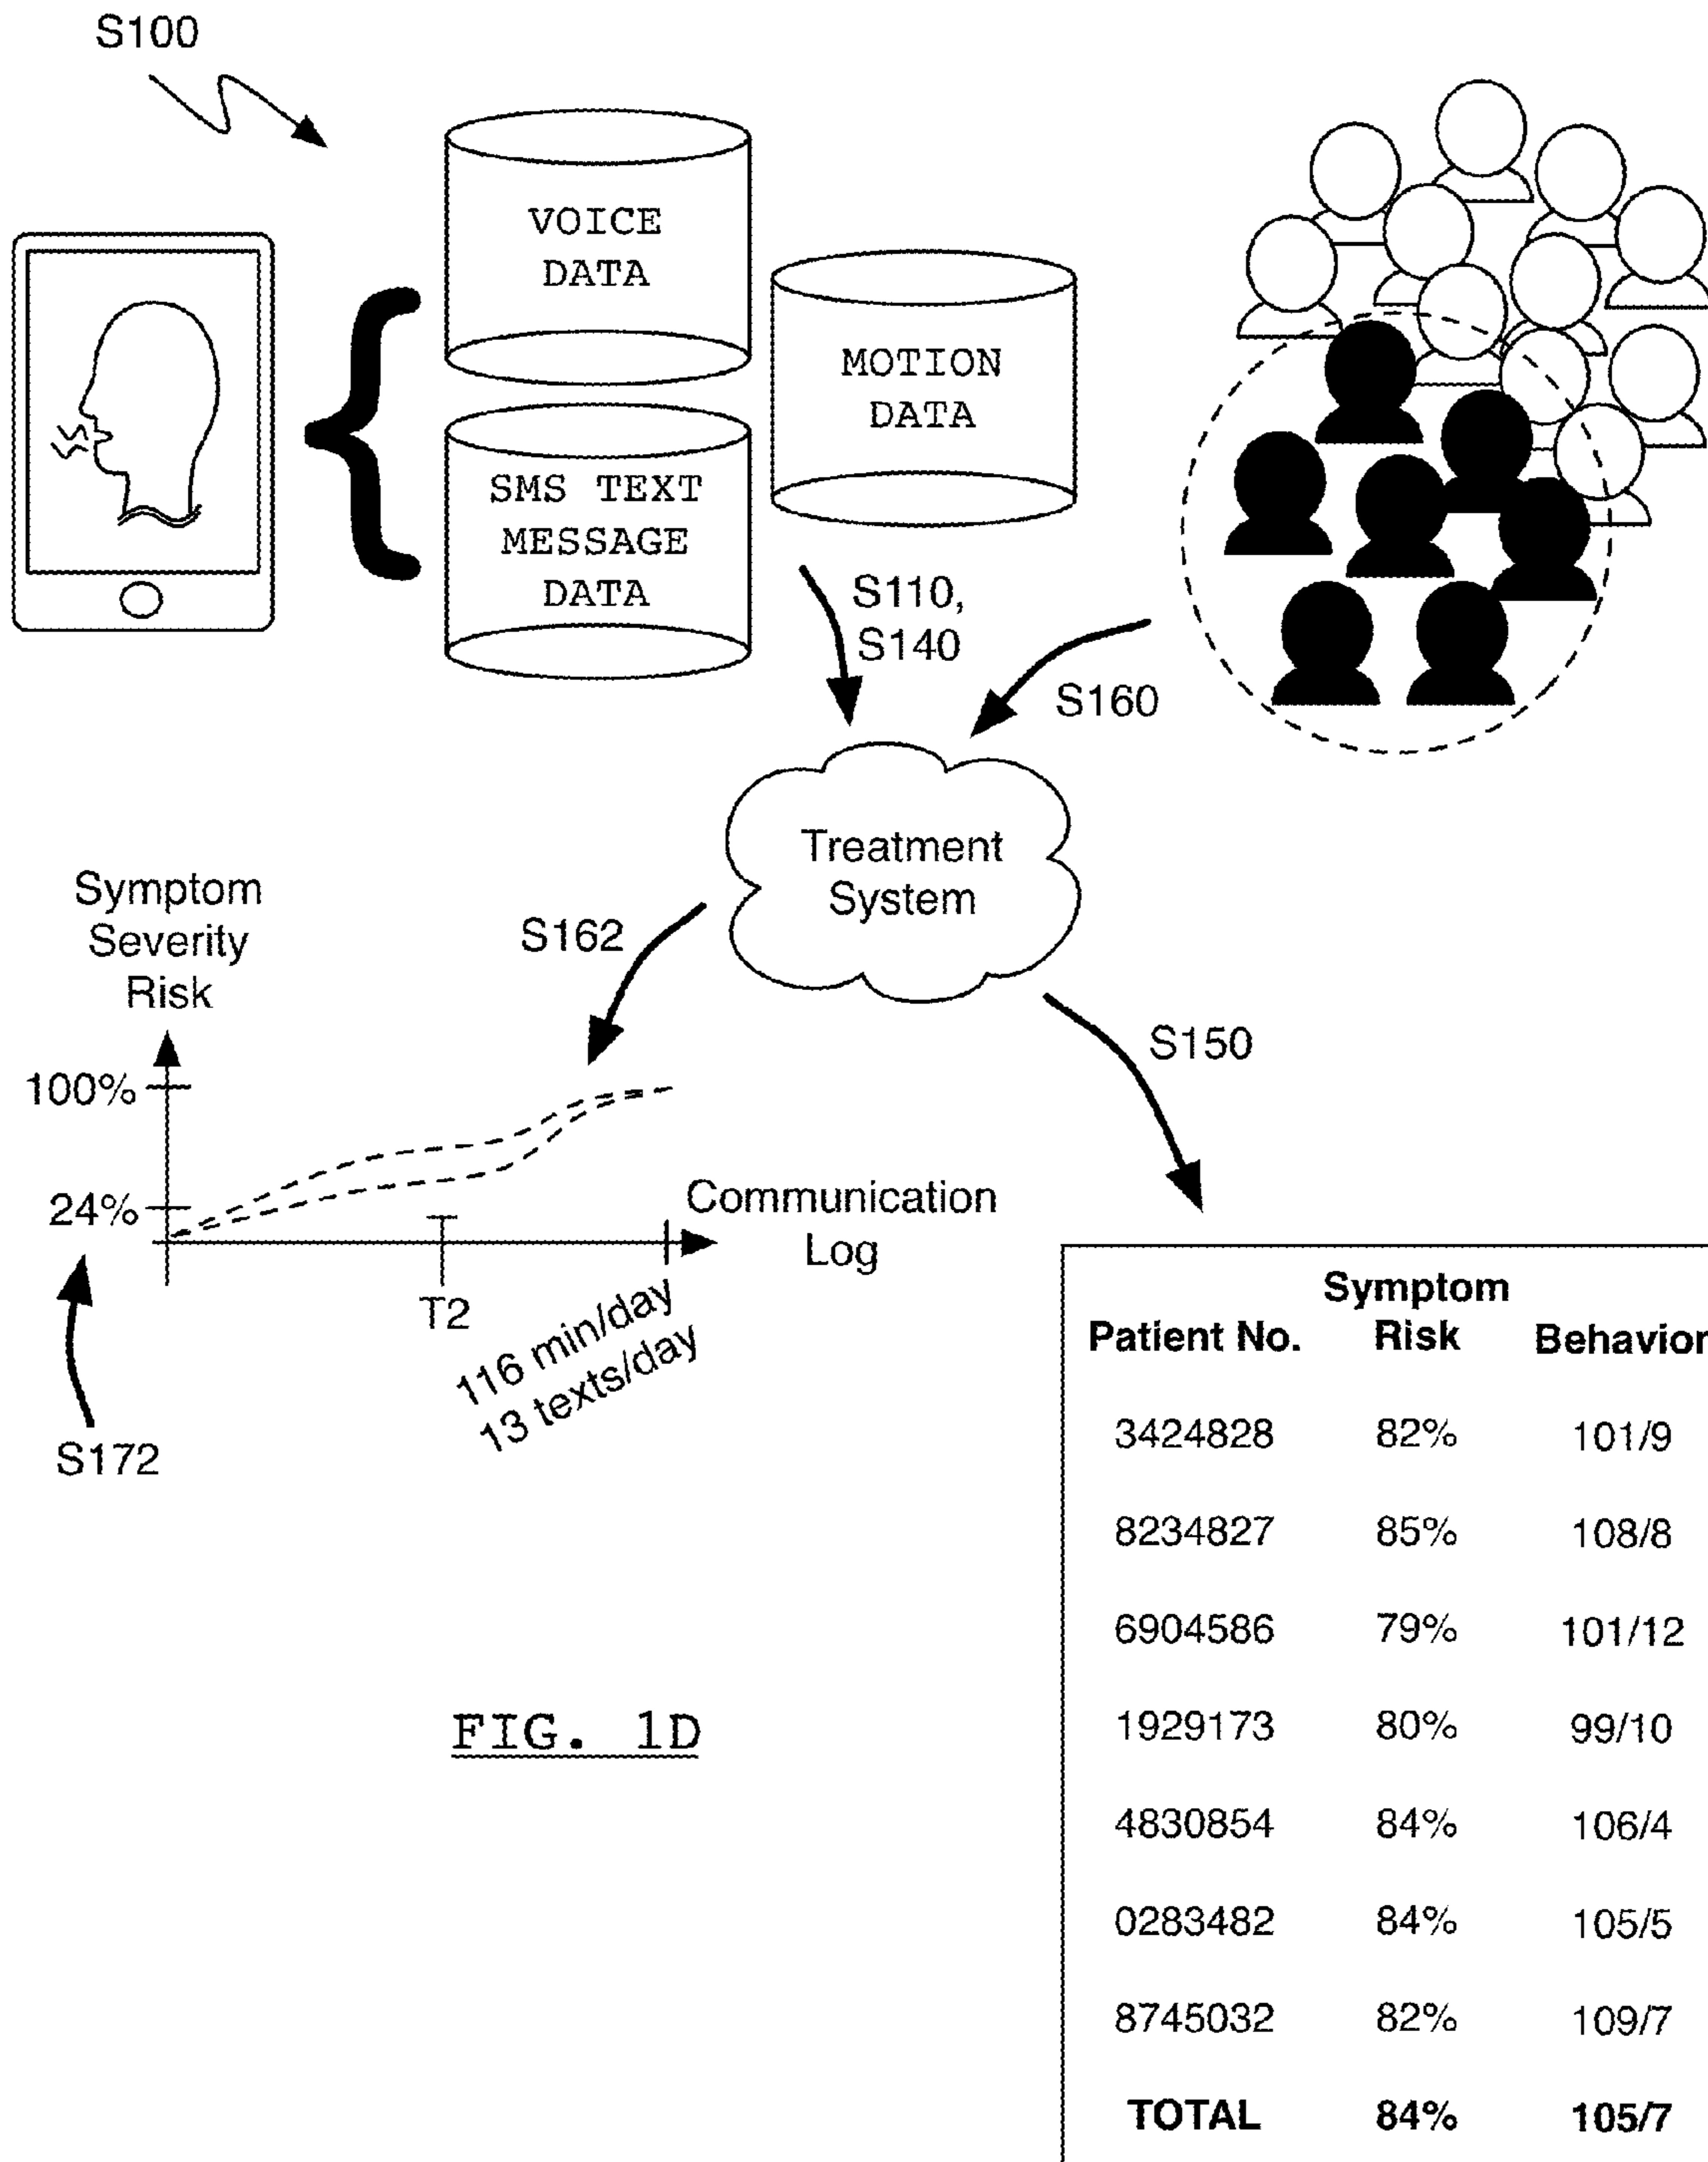 S100
VOICE
DATA
MOTION
DATA
SMS TEXT
MESSAGE
DATA
S110,
S140
S160
Treatment
System
S162
S150
Symptom
Severity
Risk
100%
24%
Communication
Log
T2
116 min/day
13 texts/day
S172
Symptom
Patient No. Risk Behavior
3424828 82% 101/9
8234827 85% 108/8
6904586 79% 101/12
1929173 80% 99/10
4830854 84% 106/4
0283482 84% 105/5
8745032 82% 109/7
TOTAL 84% 105/7
FIG. 1D